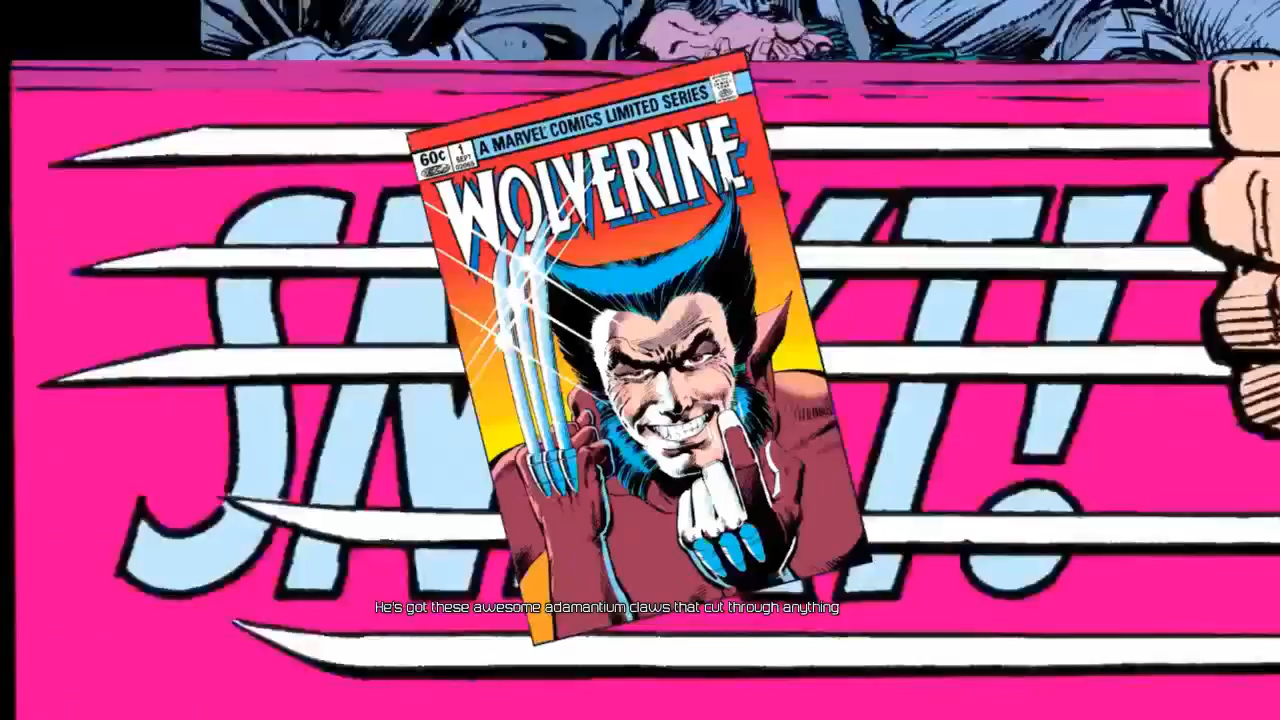 A MARVEL COMICS LIMITED SERIES
60¢
1
SEPT
WOLVERINE
He's got these awesome adamantium claws that cut through anything